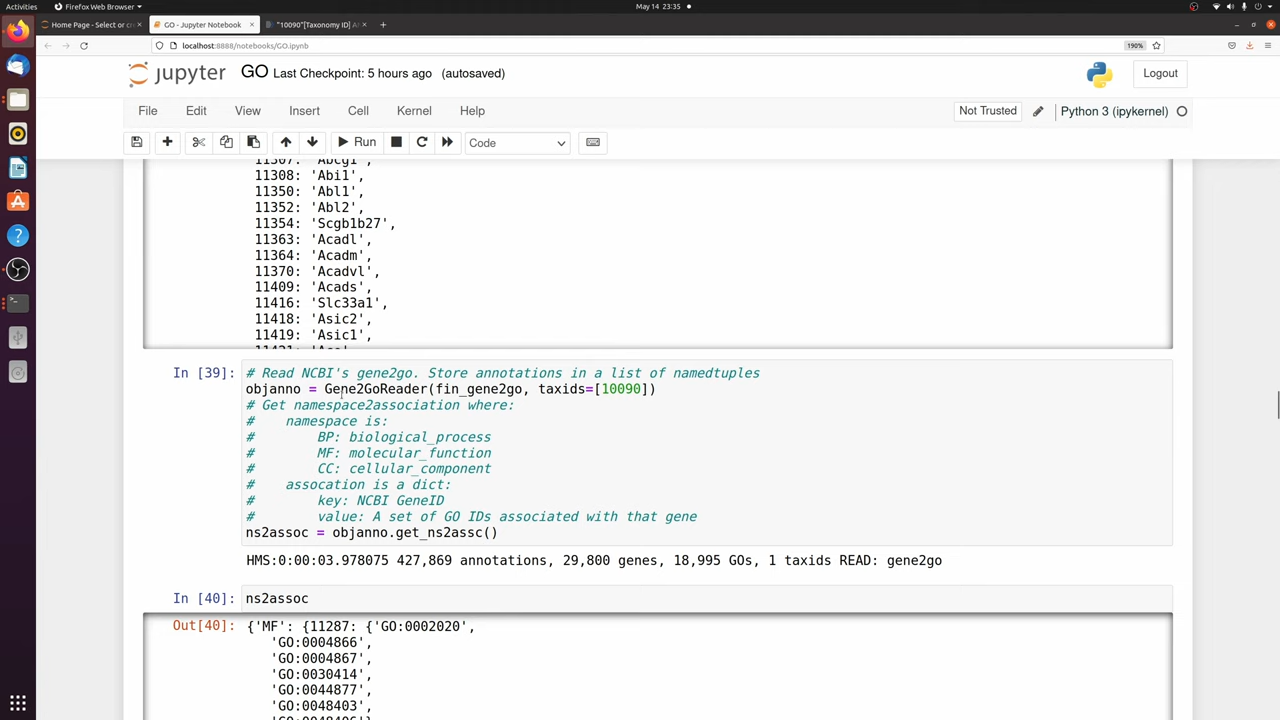 Activities
Firefox Web Browser
May 14 23:35
Home Page - Select or cr
GO - Jupyter Notebook
"10090"[Taxonomy ID] A
localhost:8888/notebooks/GO.ipynb
190%
jupyter
GO Last Checkpoint: 5 hours ago (autosaved)
Logout
File Edit View Insert Cell Kernel Help
Not Trusted
Python 3 (ipykernel)
Run
Code
11307: 'Abcg1',
11308: 'Abi1',
11350: 'Abl1',
11352: 'Abl2',
11354: 'Scgb1b27',
11363: 'Acadl',
11364: 'Acadm',
11370: 'Acadvl',
11409: 'Acads',
11416: 'Slc33a1',
11418: 'Asic2',
11419: 'Asic1',
In [39]:
# Read NCBI's gene2go. Store annotations in a list of namedtuples
objanno = Gene2GoReader(fin_gene2go, taxids=[10090])
# Get namespace2association where:
#    namespace is:
#        BP: biological_process
#        MF: molecular_function
#        CC: cellular_component
#    assocation is a dict:
#        key: NCBI GeneID
#        value: A set of GO IDs associated with that gene
ns2assoc = objanno.get_ns2assc()
HMS:0:00:03.978075 427,869 annotations, 29,800 genes, 18,995 GOs, 1 taxids READ: gene2go
In [40]: ns2assoc
Out[40]: {'MF': {11287: {'GO:0002020',
'GO:0004866',
'GO:0004867',
'GO:0030414',
'GO:0044877',
'GO:0048403',